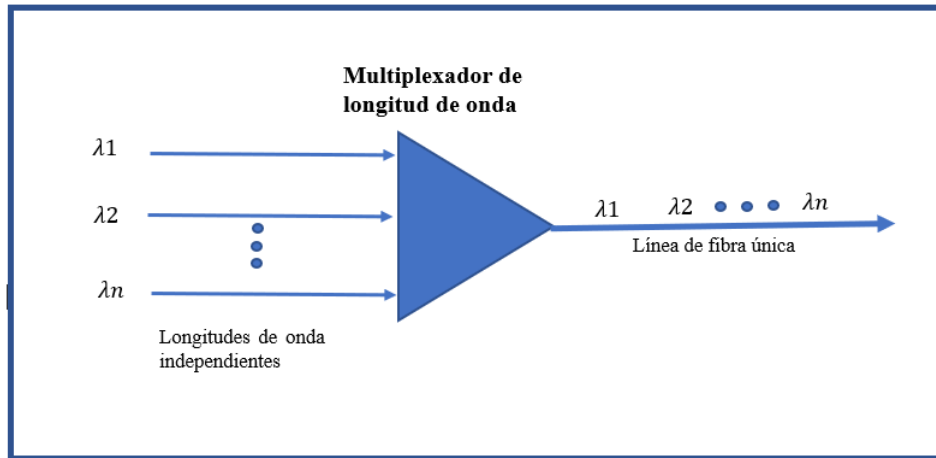 Multiplexador de
longitud de onda
λ1
λ2
λn
λ1 λ2 λn
Línea de fibra única
Longitudes de onda
independientes